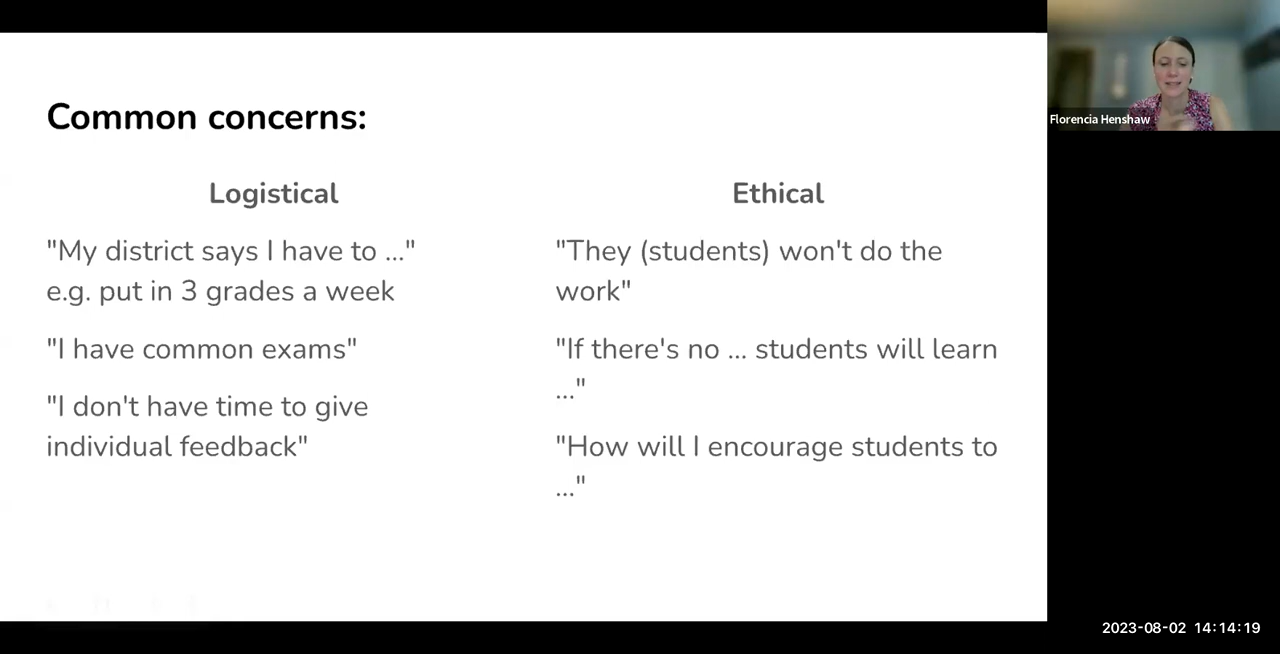 Common concerns:
Logistical
"My district says I have to ..."
e.g. put in 3 grades a week
"I have common exams"
"I don't have time to give
individual feedback"
Ethical
"They (students) won't do the
work"
"If there's no ... students will learn
..."
"How will I encourage students to
..."
Florencia Henshaw
2023-08-02 14:14:19